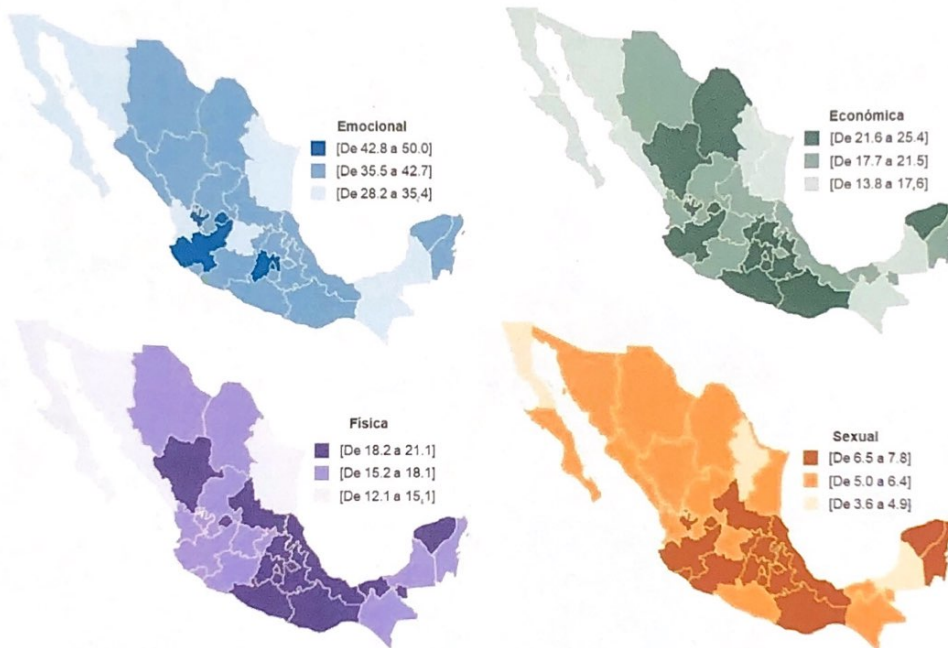 Emocional
[De 42.8 a 50.0]
[De 35.5 a 42.7]
[De 28.2 a 35,4]
Económica
[De 21.6 a 25.4]
[De 17.7 a 21.5]
[De 13.8 a 17,6]
Física
[De 18.2 a 21.1]
[De 15.2 a 18.1]
[De 12.1 a 15,1]
Sexual
[De 6.5 a 7.8]
[De 5.0 a 6.4]
[De 3.6 a 4.9]